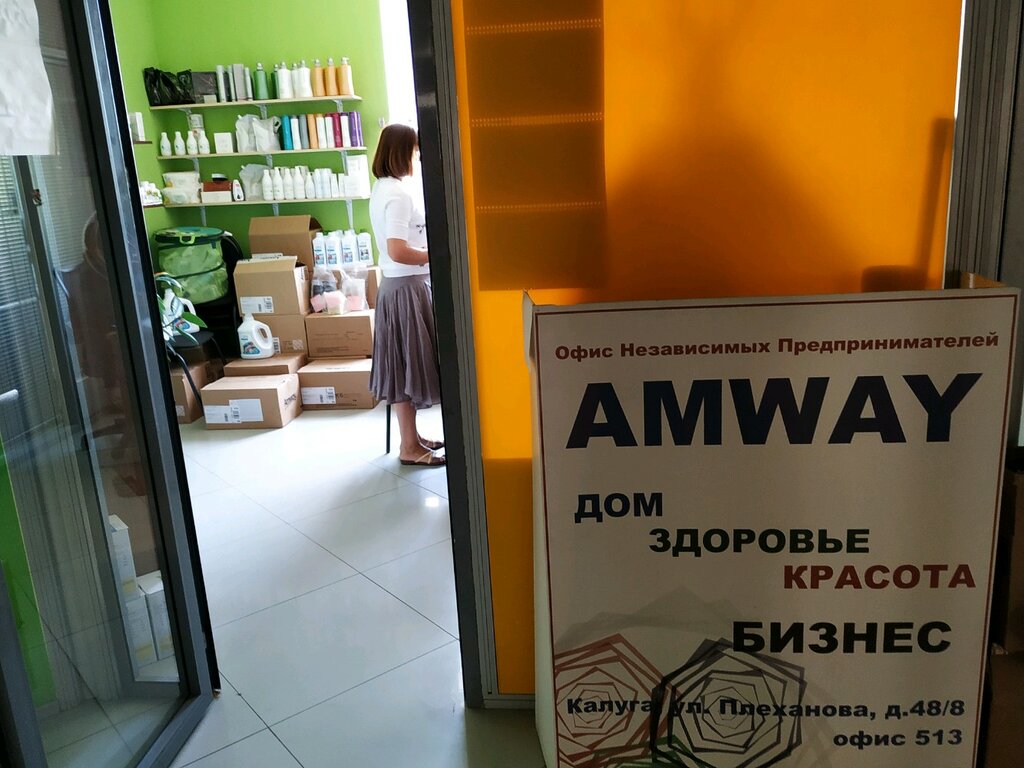 Офис Независимых Предпринимателей
AMWAY
ДОМ
ЗДОРОВЬЕ
КРАСОТА
БИЗНЕС
Калуга, ул. Плеханова, д.48/8
офис 513